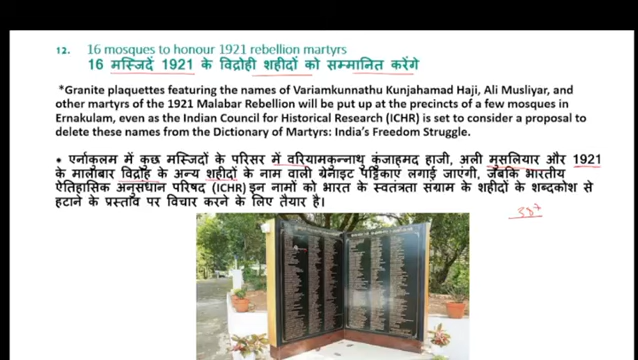 12. 16 mosques to honour 1921 rebellion martyrs
16 मस्जिदें 1921 के विद्रोही शहीदों को सम्मानित करेंगे
*Granite plaquettes featuring the names of Variamkunnathu Kunjahamad Haji, Ali Musliyar, and
other martyrs of the 1921 Malabar Rebellion will be put up at the precincts of a few mosques in
Ernakulam, even as the Indian Council for Historical Research (ICHR) is set to consider a proposal to
delete these names from the Dictionary of Martyrs: India's Freedom Struggle.
• एर्नाकुलम में कुछ मस्जिदों के परिसर में वरियामकुन्नाथु कुंजाहमद हाजी, अली मुसलियार और 1921
के मालाबार विद्रोह के अन्य शहीदों के नाम वाली ग्रेनाइट पट्टिकाएं लगाई जाएंगी, जबकि भारतीय
ऐतिहासिक अनुसंधान परिषद (ICHR) इन नामों को भारत के स्वतंत्रता संग्राम के शहीदों के शब्दकोश से
हटाने के प्रस्ताव पर विचार करने के लिए तैयार है।